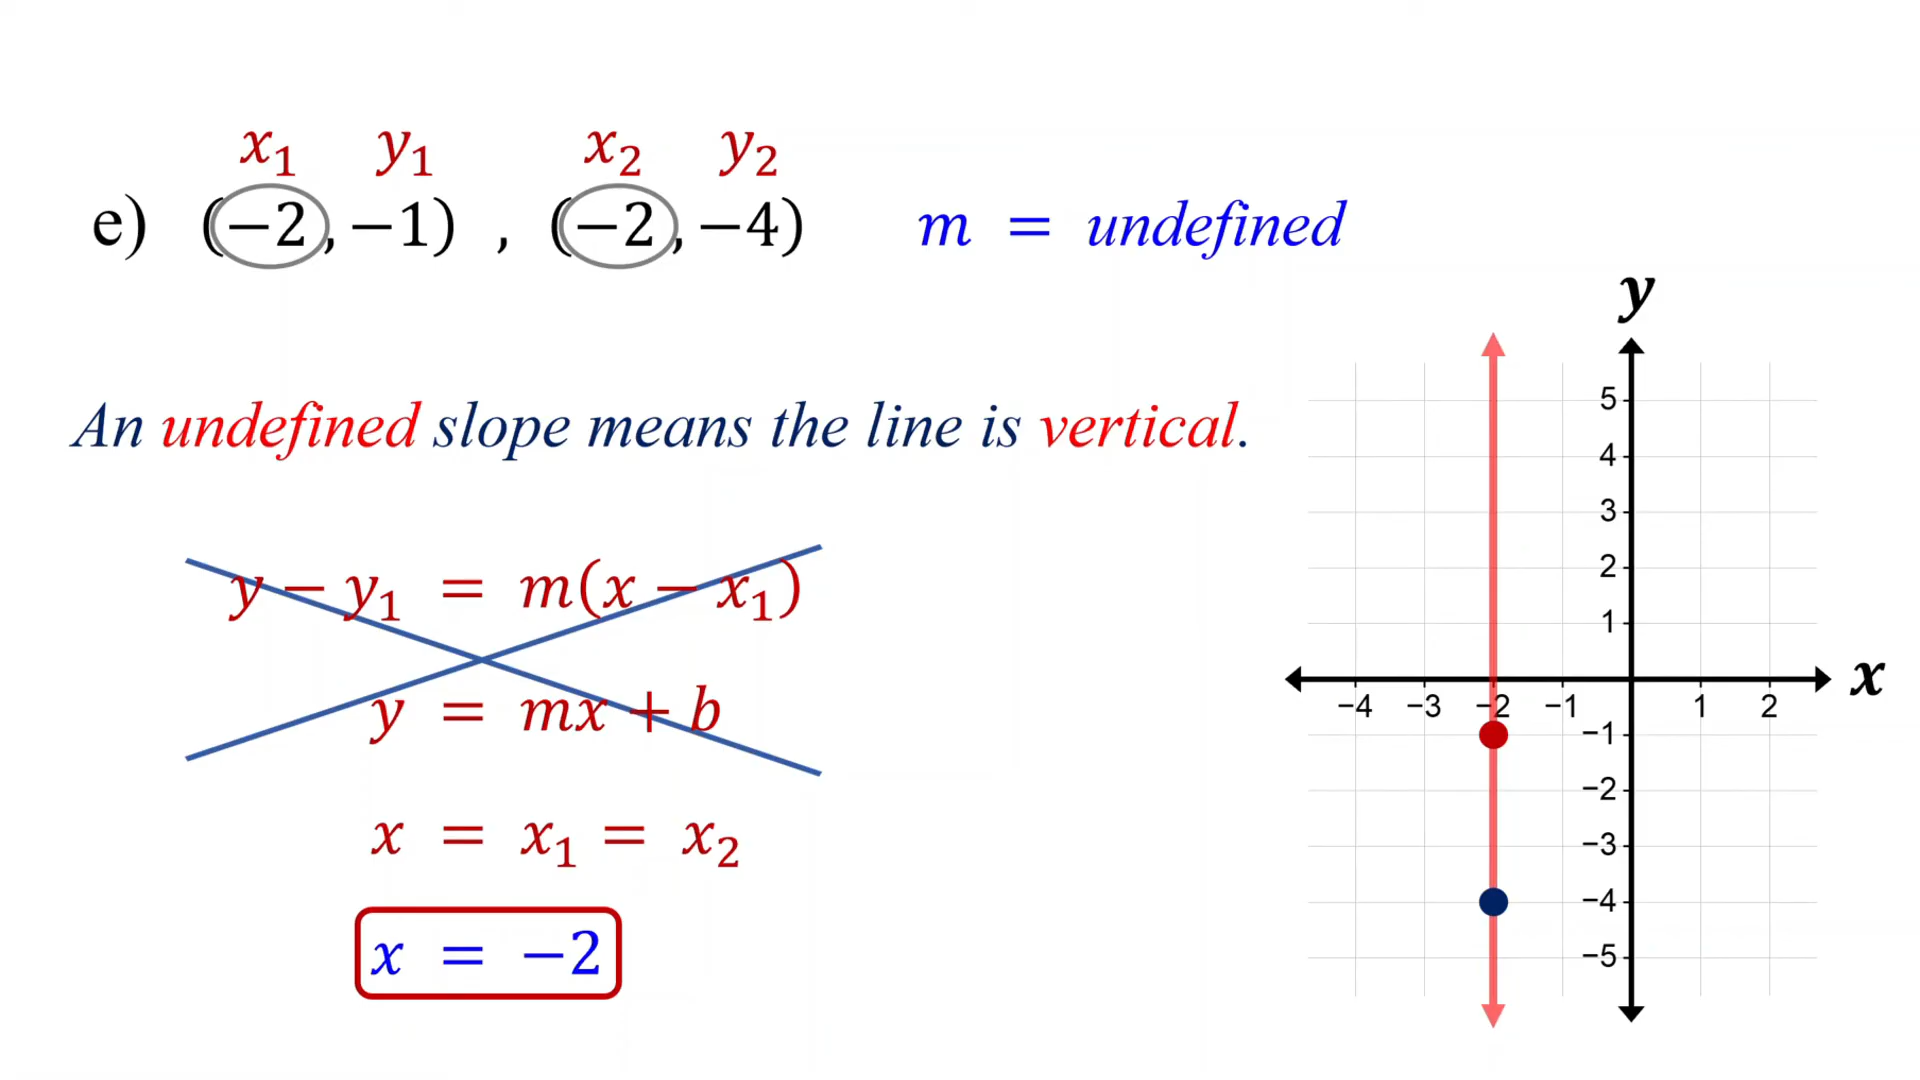 x₁ y₁ x₂ y₂
e) (−2, −1) , (−2, −4) m = undefined
An undefined slope means the line is vertical.
y − y₁ = m(x − x₁)
y = mx + b
x = x₁ = x₂
x = −2
y
5
4
3
2
1
x
−4 −3 −2 −1 1 2
−1
−2
−3
−4
−5